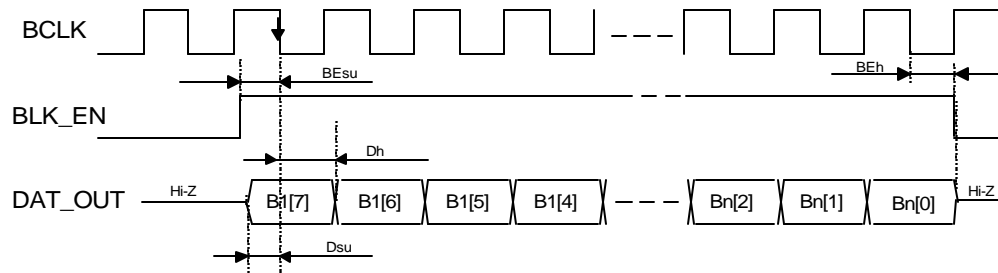 BCLK
BEsu
BEh
BLK_EN
Dh
DAT_OUT
Hi-Z
B1[7]
B1[6]
B1[5]
B1[4]
Bn[2]
Bn[1]
Bn[0]
Hi-Z
Dsu